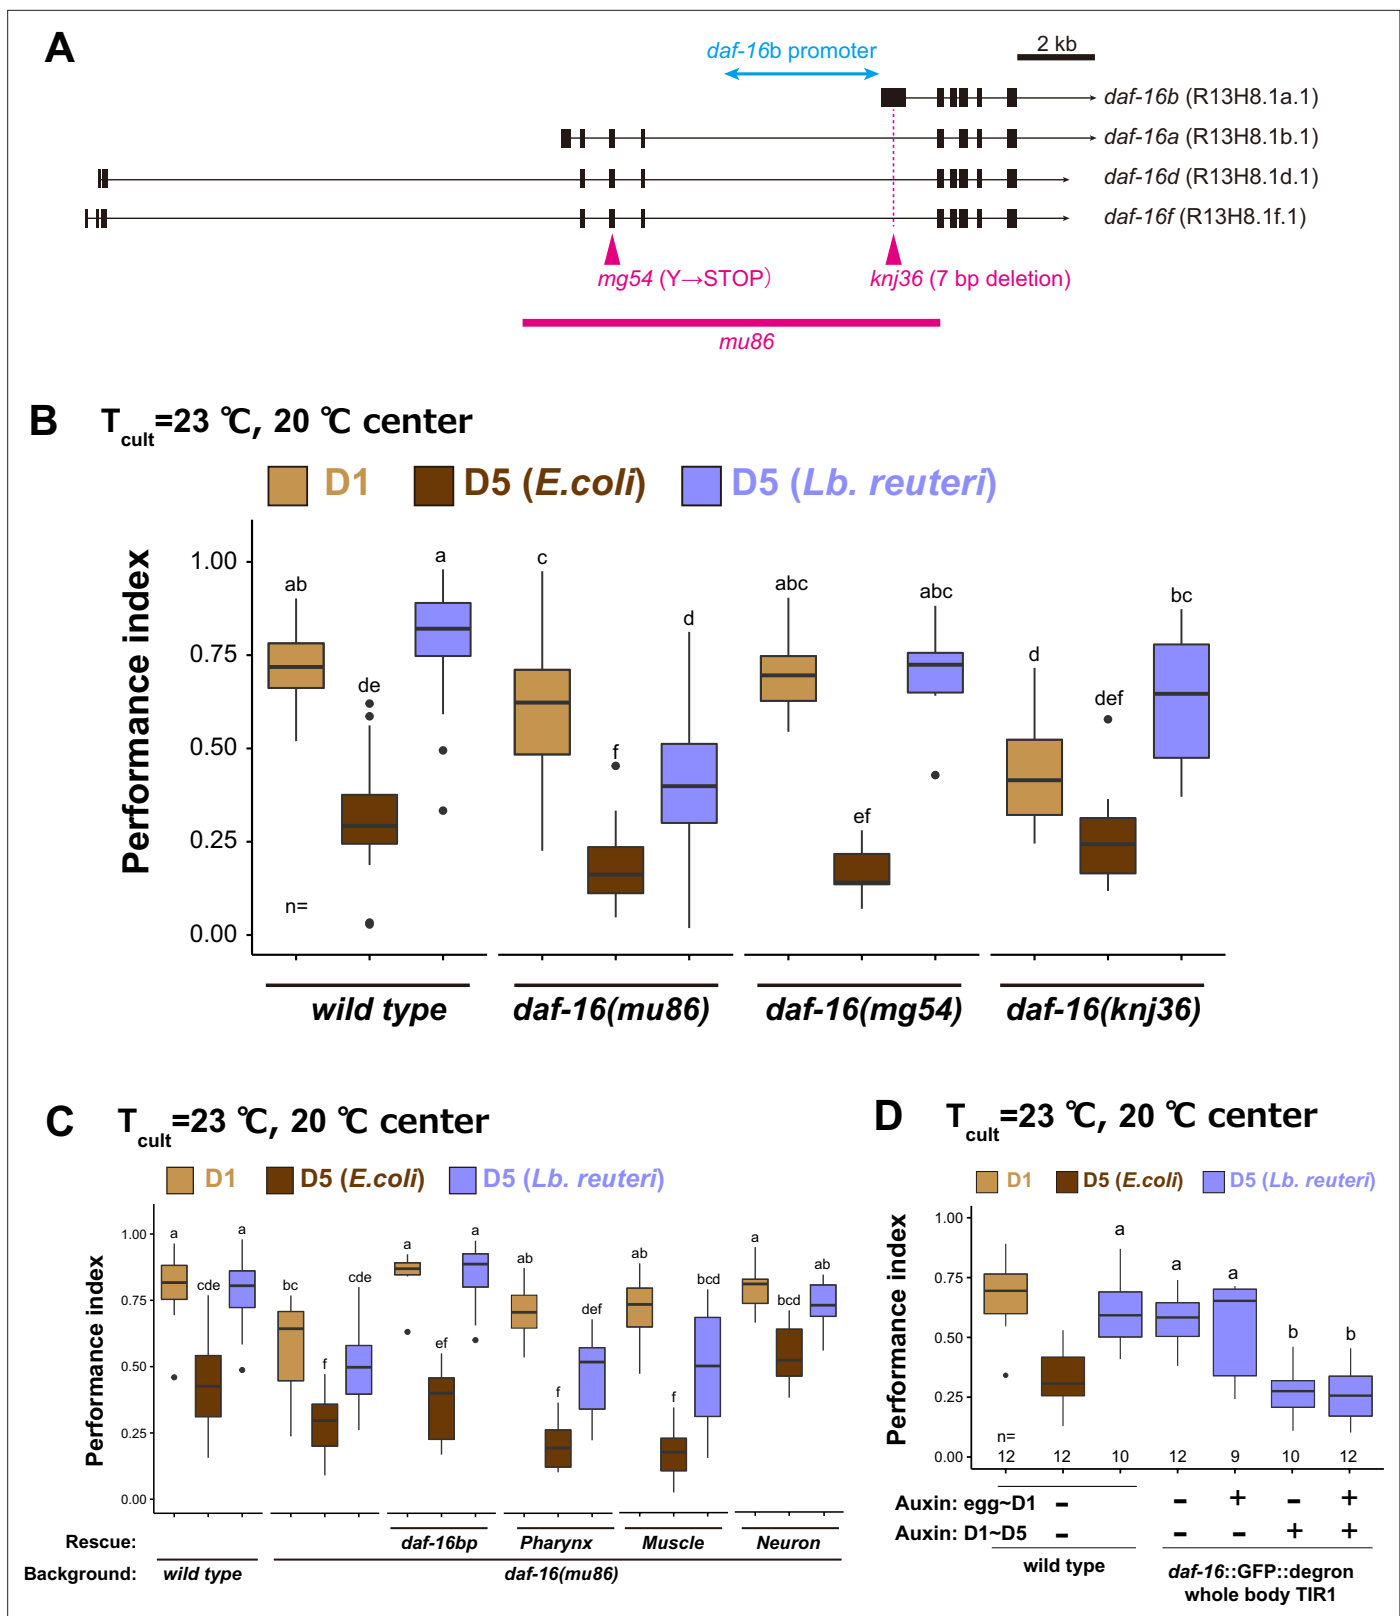 A
daf-16b promoter
2 kb
daf-16b (R13H8.1a.1)
daf-16a (R13H8.1b.1)
daf-16d (R13H8.1d.1)
daf-16f (R13H8.1f.1)
mg54 (Y→STOP)
knj36 (7 bp deletion)
mu86
B
Tcult=23 ℃, 20 ℃ center
D1
D5 (E.coli)
D5 (Lb. reuteri)
Performance index
1.00
0.75
0.50
0.25
0.00
ab
de
a
c
f
d
abc
ef
abc
d
def
bc
n=
wild type
daf-16(mu86)
daf-16(mg54)
daf-16(knj36)
C
Tcult=23 ℃, 20 ℃ center
D1
D5 (E.coli)
D5 (Lb. reuteri)
Performance index
1.00
0.75
0.50
0.25
0.00
a
cde
a
bc
f
cde
a
ef
a
ab
f
def
ab
f
bcd
a
bcd
ab
Rescue:
daf-16bp
Pharynx
Muscle
Neuron
Background:
wild type
daf-16(mu86)
D
Tcult=23 ℃, 20 ℃ center
D1
D5 (E.coli)
D5 (Lb. reuteri)
Performance index
1.00
0.75
0.50
0.25
0.00
a
a
a
b
b
n=
12 12 10 12 9 10 12
Auxin: egg~D1 – – + – +
Auxin: D1~D5 – – – + +
wild type
daf-16::GFP::degron
whole body TIR1